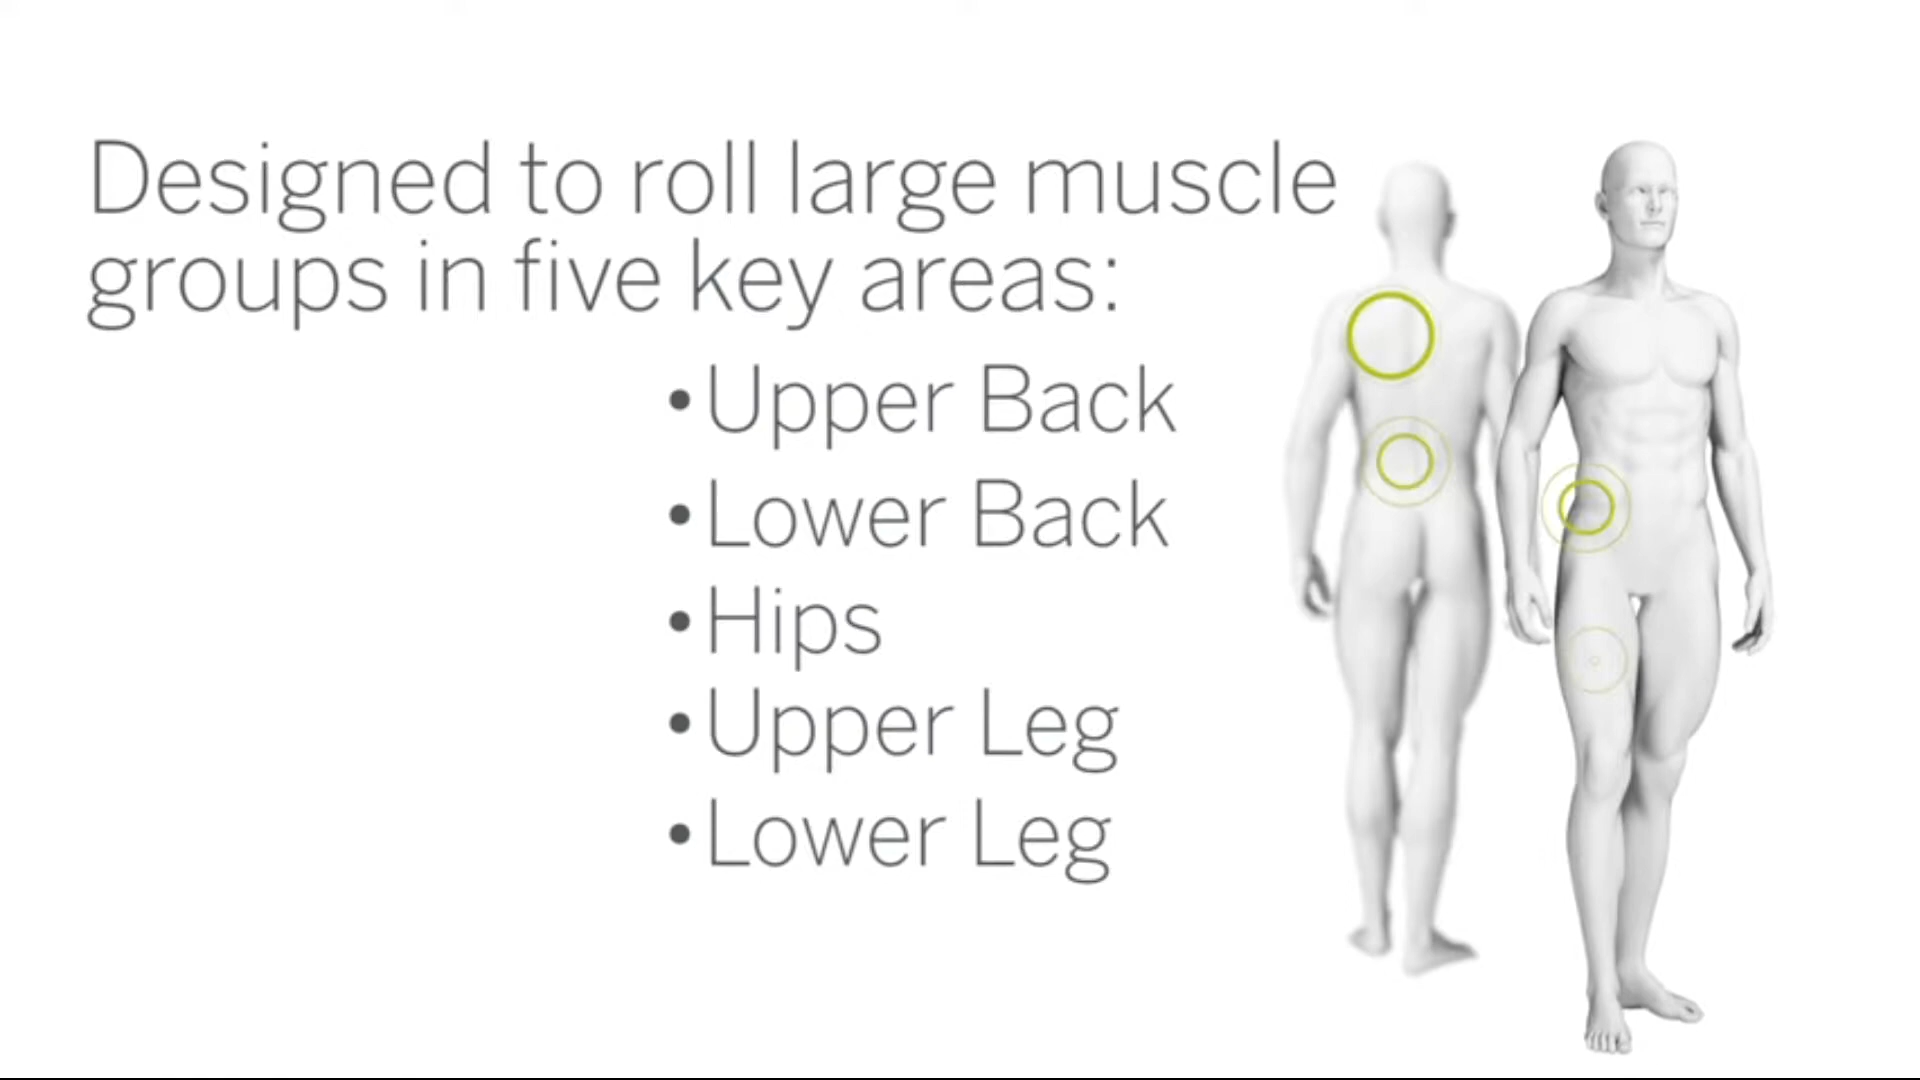 Designed to roll large muscle
groups in five key areas:
•Upper Back
•Lower Back
•Hips
•Upper Leg
•Lower Leg